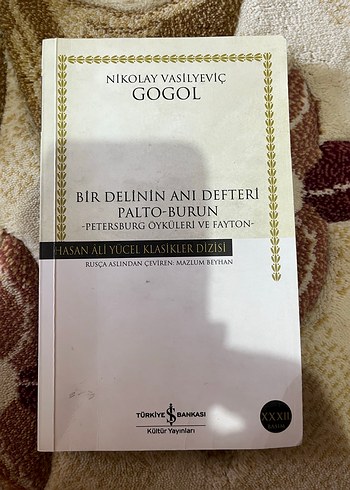 NİKOLAY VASİLYEVİÇ
GOGOL
BİR DELİNİN ANI DEFTERİ
PALTO-BURUN
-PETERSBURG ÖYKÜLERİ VE FAYTON-
HASAN ÂLİ YÜCEL KLASİKLER DİZİSİ
RUSÇA ASLINDAN ÇEVİREN: MAZLUM BEYHAN
XXXII
BASIM
TÜRKİYE İŞ BANKASI
Kültür Yayınları